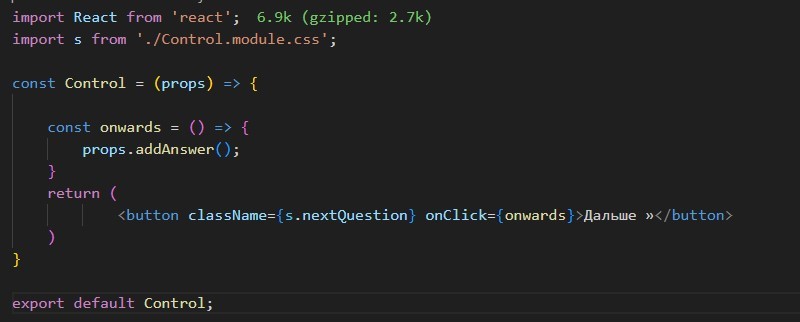 import React from 'react';  6.9k (gzipped: 2.7k)
import s from './Control.module.css';
const Control = (props) => {
const onwards = () => {
props.addAnswer();
}
return (
<button className={s.nextQuestion} onClick={onwards}>Дальше »</button>
)
}
export default Control;